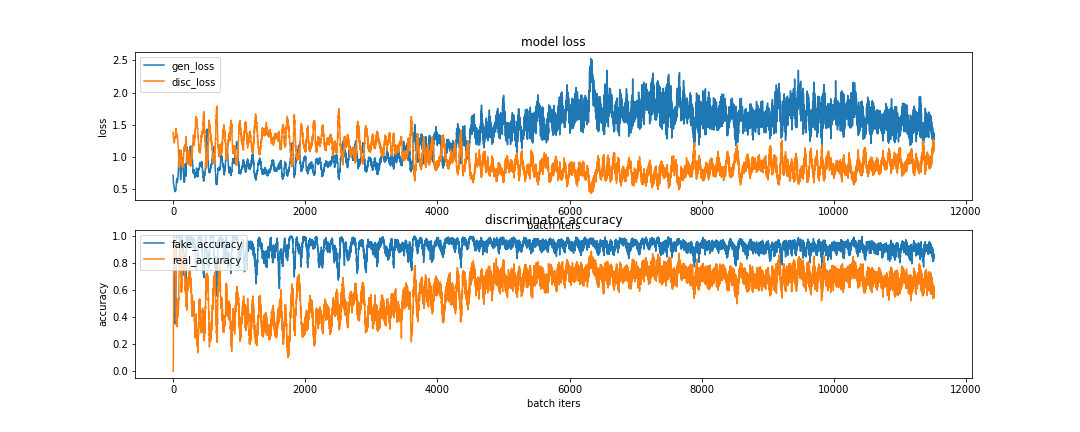 model loss
gen_loss
disc_loss
loss
2.5
2.0
1.5
1.0
0.5
0 2000 4000 6000 8000 10000 12000
batch iters
discriminator accuracy
fake_accuracy
real_accuracy
accuracy
1.0
0.8
0.6
0.4
0.2
0.0
0 2000 4000 6000 8000 10000 12000
batch iters